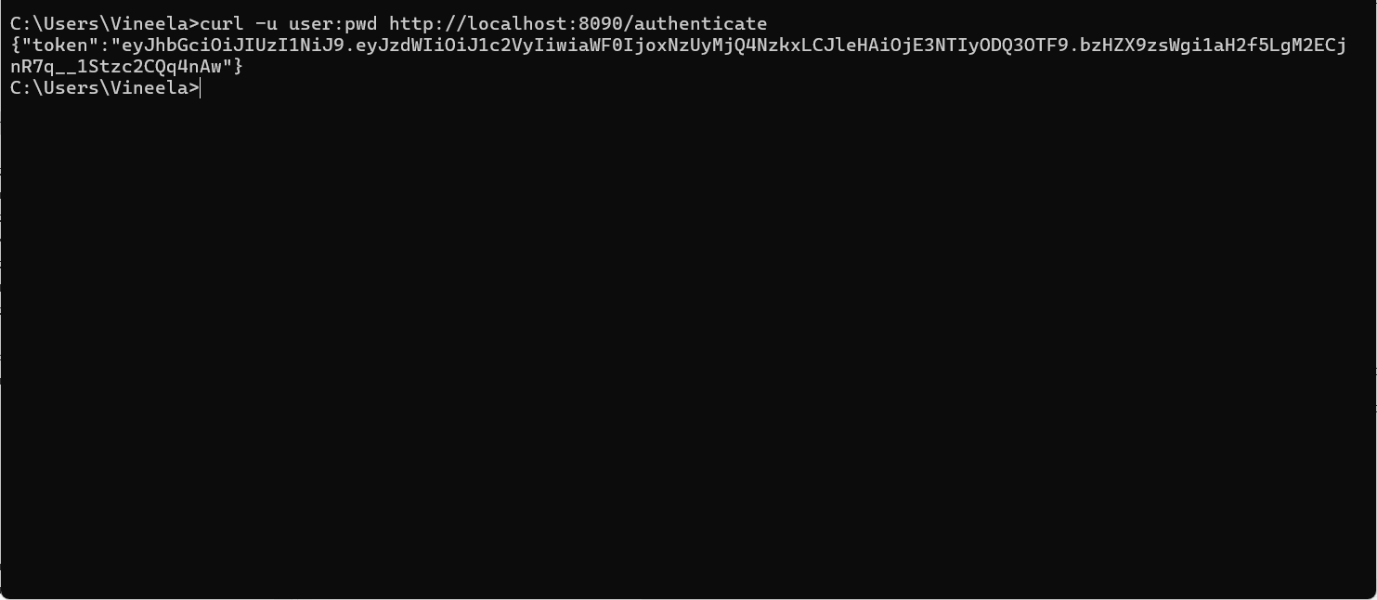 C:\Users\Vineela>curl -u user:pwd http://localhost:8090/authenticate
{"token":"eyJhbGciOiJIUzI1NiJ9.eyJzdWIiOiJ1c2VyIiwiaWF0IjoxNzUyMjQ4NzkxLCJleHAiOjE3NTIyODQ3OTF9.bzHZX9zsWgi1aH2f5LgM2ECj
nR7q__1Stzc2CQq4nAw"}
C:\Users\Vineela>